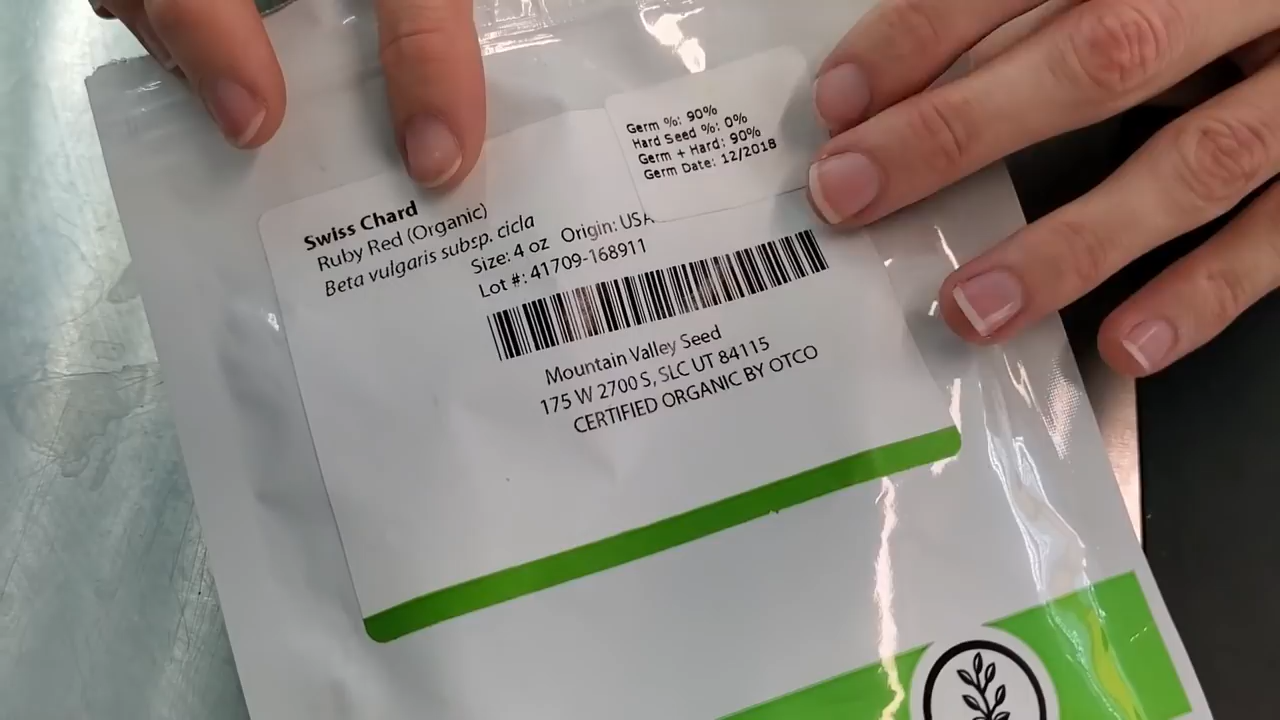 Germ %: 90%
Hard Seed %: 0%
Germ + Hard: 90%
Germ Date: 12/2018
Swiss Chard
Ruby Red (Organic)
Beta vulgaris subsp. cicla
Size: 4 oz Origin: USA
Lot #: 41709-168911
Mountain Valley Seed
175 W 2700 S, SLC UT 84115
CERTIFIED ORGANIC BY OTCO